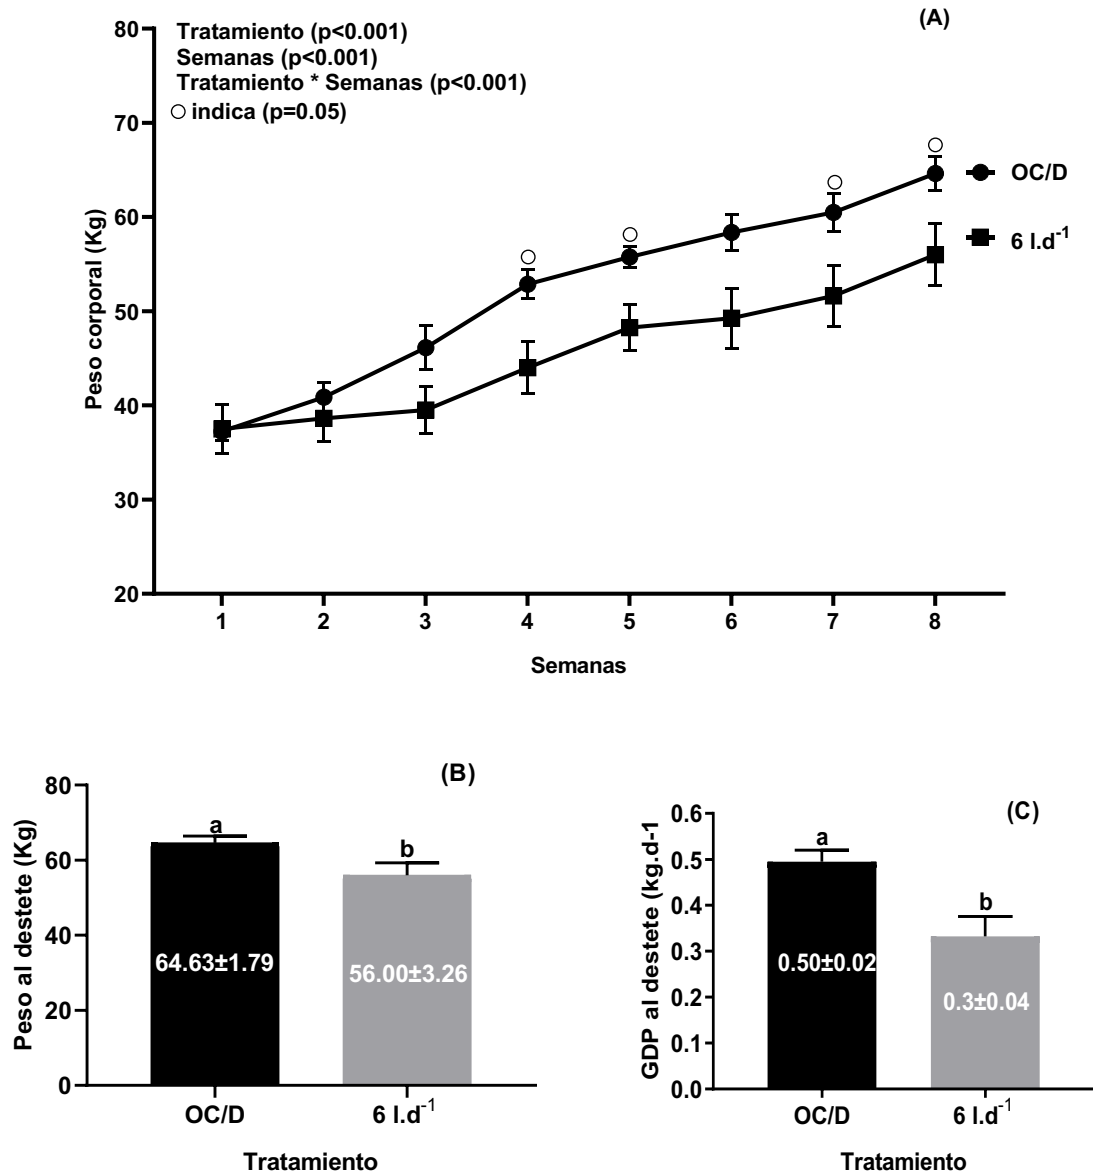 (A)
Tratamiento (p<0.001)
Semanas (p<0.001)
Tratamiento * Semanas (p<0.001)
○ indica (p=0.05)
Peso corporal (Kg)
80
70
60
50
40
30
20
1 2 3 4 5 6 7 8
Semanas
OC/D
6 l.d⁻¹
(B)
Peso al destete (Kg)
80
60
40
20
0
a
b
64.63±1.79
56.00±3.26
OC/D 6 l.d⁻¹
Tratamiento
(C)
GDP al destete (kg.d-1
0.6
0.5
0.4
0.3
0.2
0.1
0.0
a
b
0.50±0.02
0.3±0.04
OC/D 6 l.d⁻¹
Tratamiento